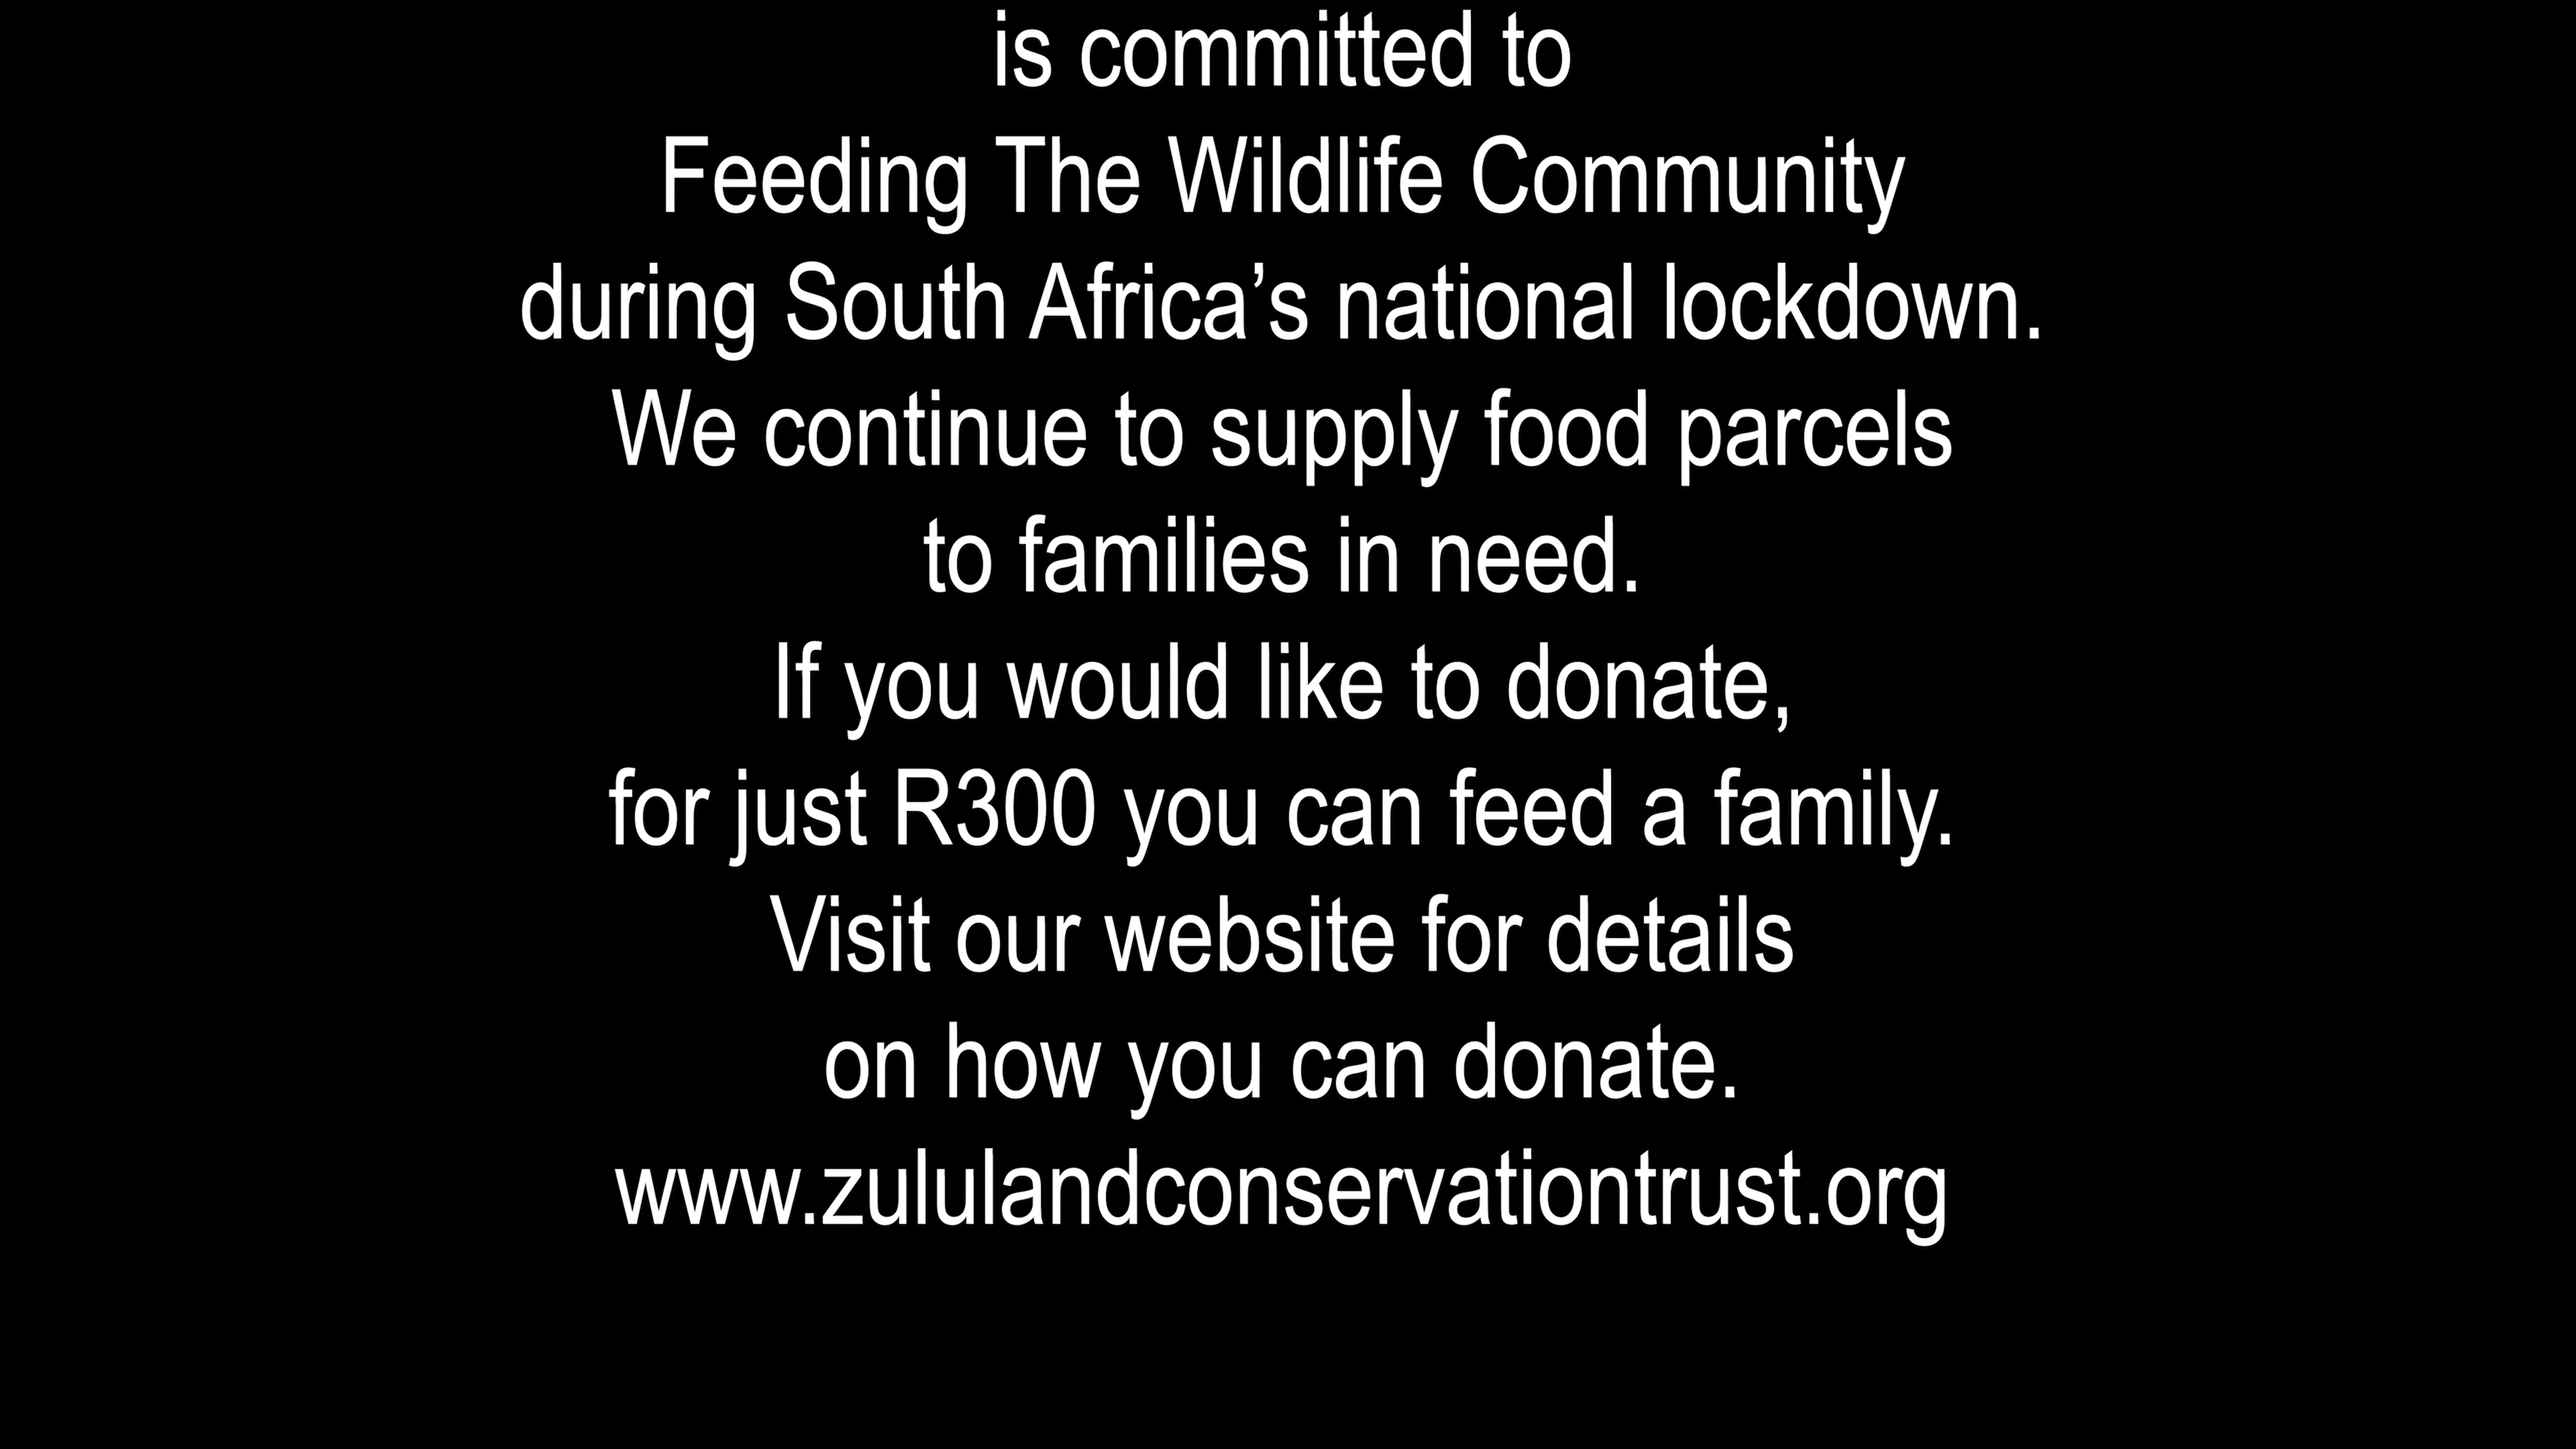 is committed to
Feeding The Wildlife Community
during South Africa’s national lockdown.
We continue to supply food parcels
to families in need.
If you would like to donate,
for just R300 you can feed a family.
Visit our website for details
on how you can donate.
www.zululandconservationtrust.org